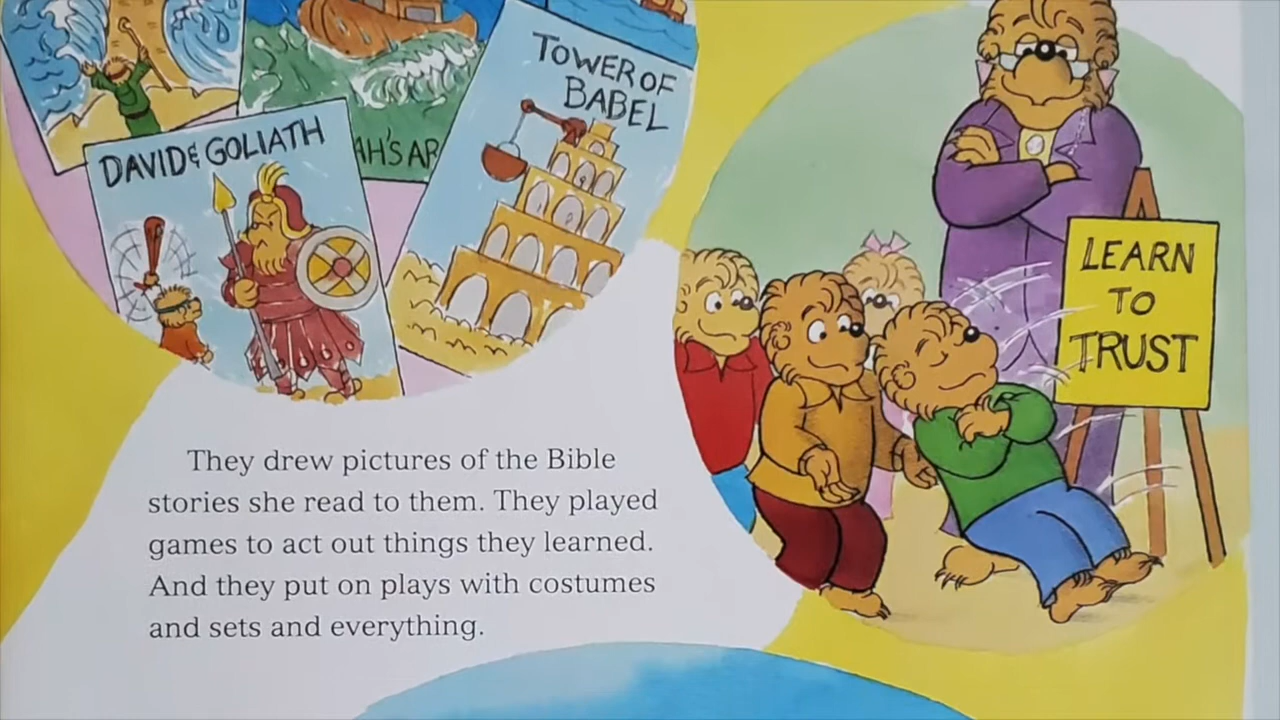 TOWER OF
BABEL
DAVID & GOLIATH
AH'S AR
LEARN
TO
TRUST
They drew pictures of the Bible
stories she read to them. They played
games to act out things they learned.
And they put on plays with costumes
and sets and everything.